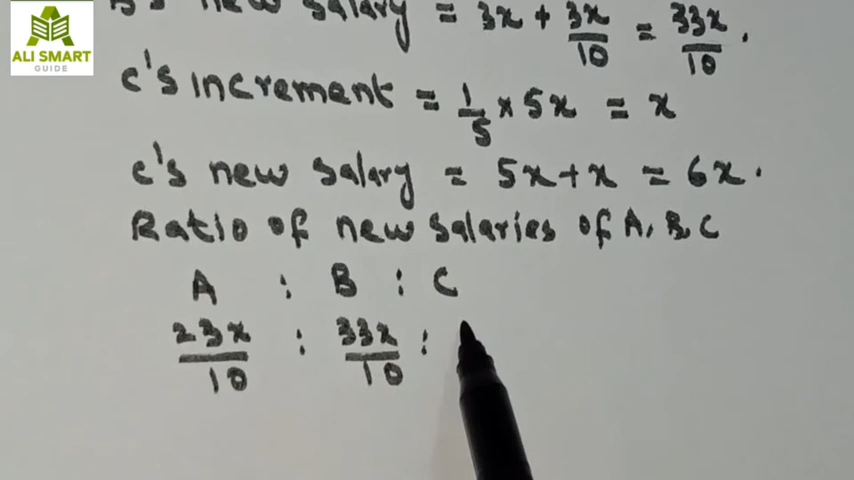 ALI SMART
GUIDE
B's new salary = 3x + 3x/10 = 33x/10 .
c's increment = 1/5 × 5x = x
c's new salary = 5x + x = 6x .
Ratio of new salaries of A, B, C
A : B : C
23x/10 : 33x/10 :